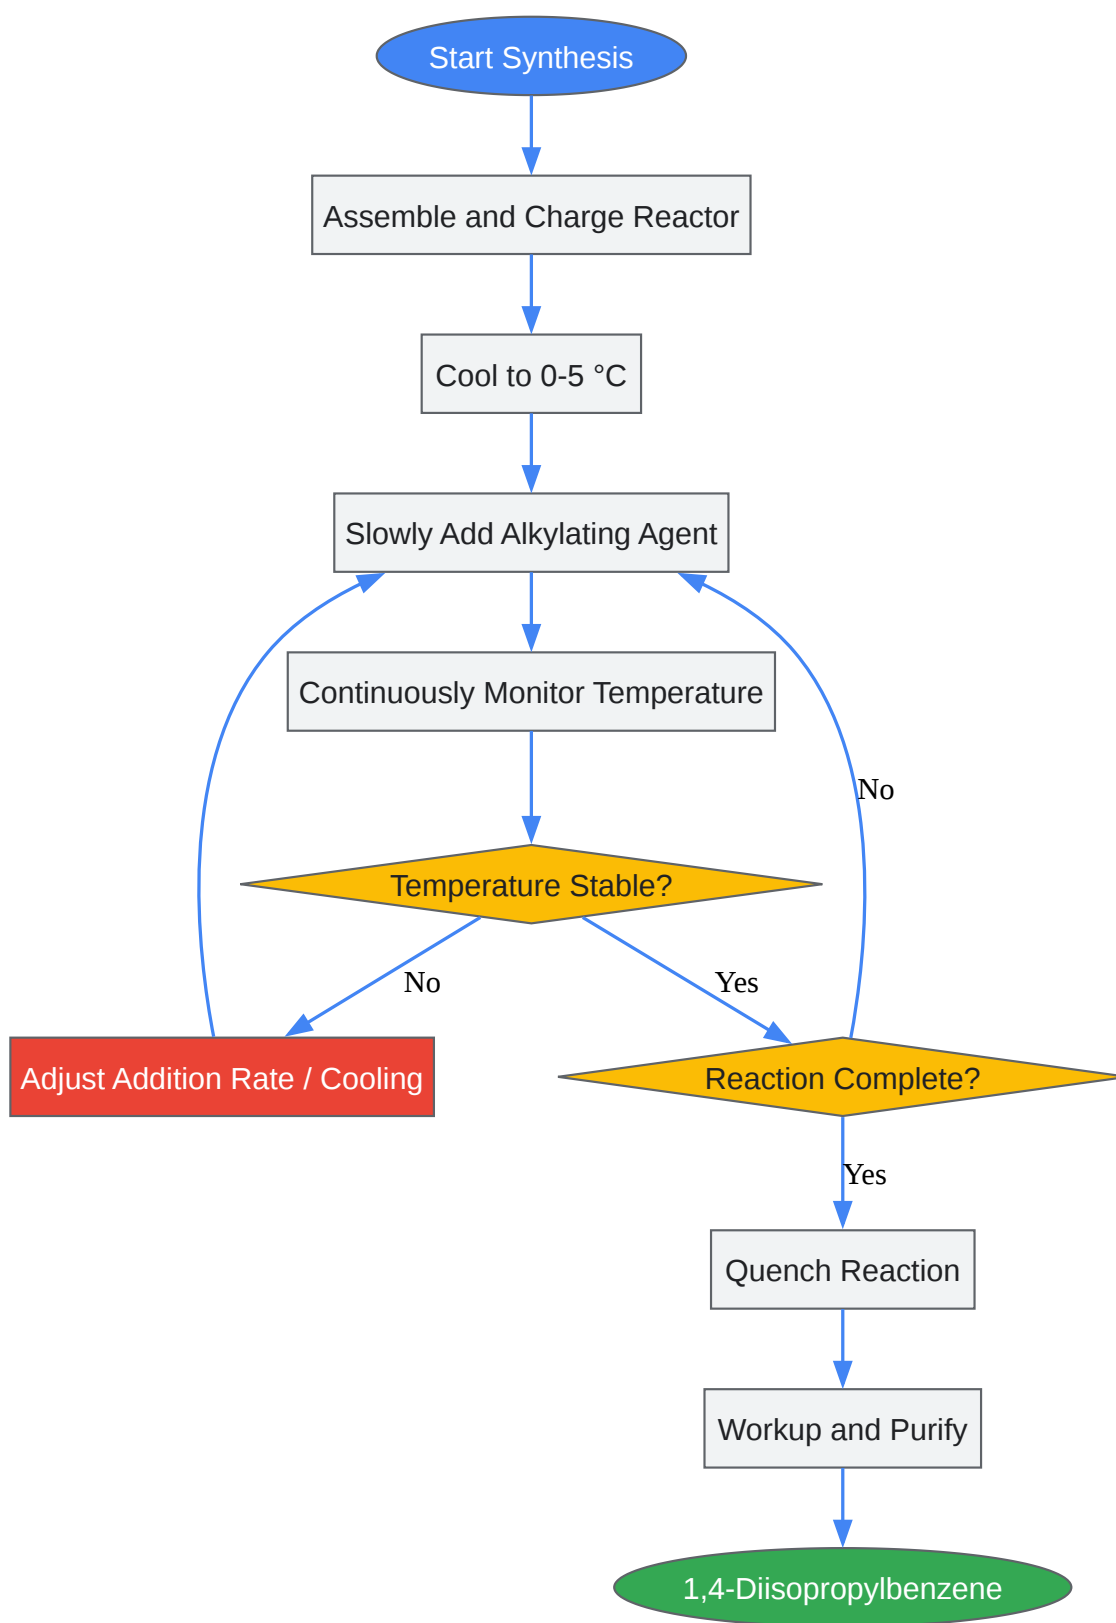 Start Synthesis
Assemble and Charge Reactor
Cool to 0-5 °C
Slowly Add Alkylating Agent
Continuously Monitor Temperature
No
Temperature Stable?
No
Yes
Adjust Addition Rate / Cooling
Reaction Complete?
Yes
Quench Reaction
Workup and Purify
1,4-Diisopropylbenzene